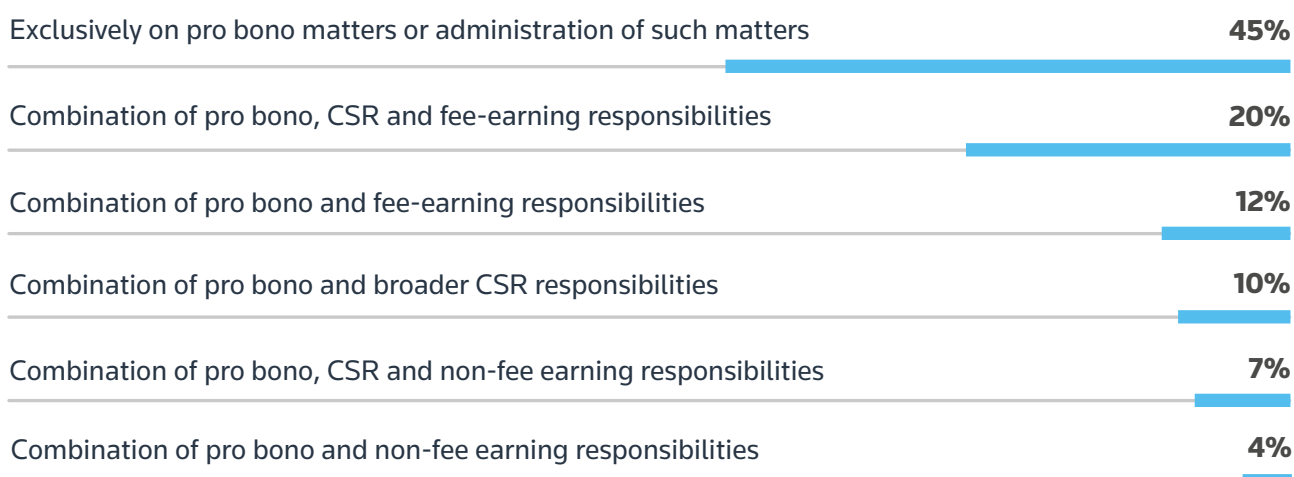 Exclusively on pro bono matters or administration of such matters 45%
Combination of pro bono, CSR and fee-earning responsibilities 20%
Combination of pro bono and fee-earning responsibilities 12%
Combination of pro bono and broader CSR responsibilities 10%
Combination of pro bono, CSR and non-fee earning responsibilities 7%
Combination of pro bono and non-fee earning responsibilities 4%